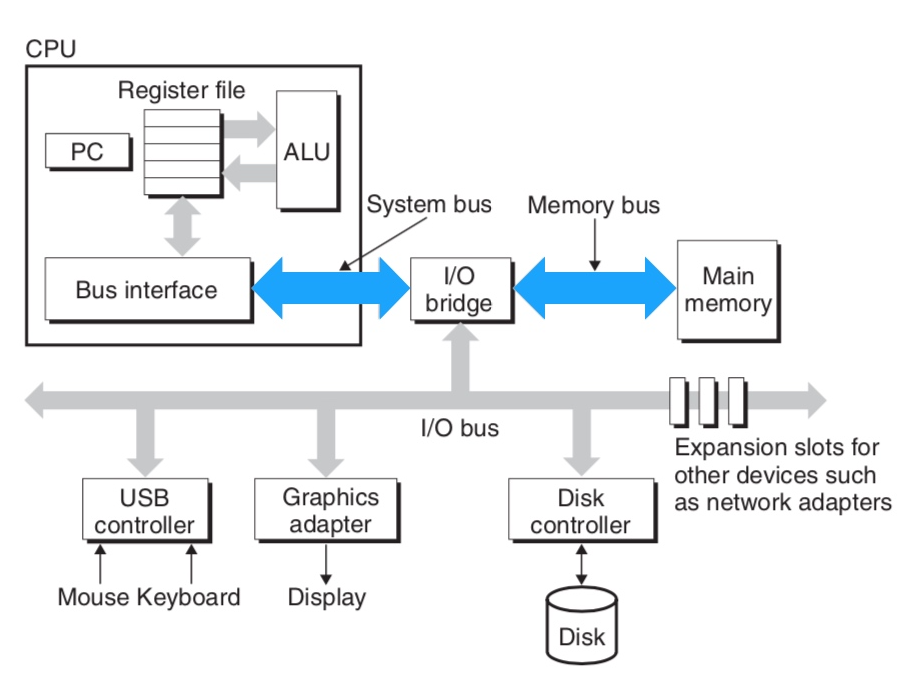 CPU
Register file
PC
ALU
System bus
Memory bus
Bus interface
I/O
bridge
Main
memory
I/O bus
Expansion slots for
other devices such
as network adapters
USB
controller
Graphics
adapter
Disk
controller
Mouse Keyboard
Display
Disk